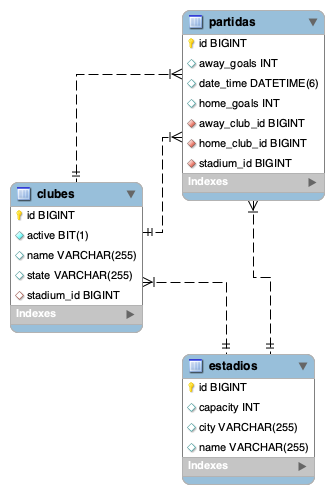 partidas
id BIGINT
away_goals INT
date_time DATETIME(6)
home_goals INT
away_club_id BIGINT
home_club_id BIGINT
stadium_id BIGINT
Indexes
clubes
id BIGINT
active BIT(1)
name VARCHAR(255)
state VARCHAR(255)
stadium_id BIGINT
Indexes
estadios
id BIGINT
capacity INT
city VARCHAR(255)
name VARCHAR(255)
Indexes